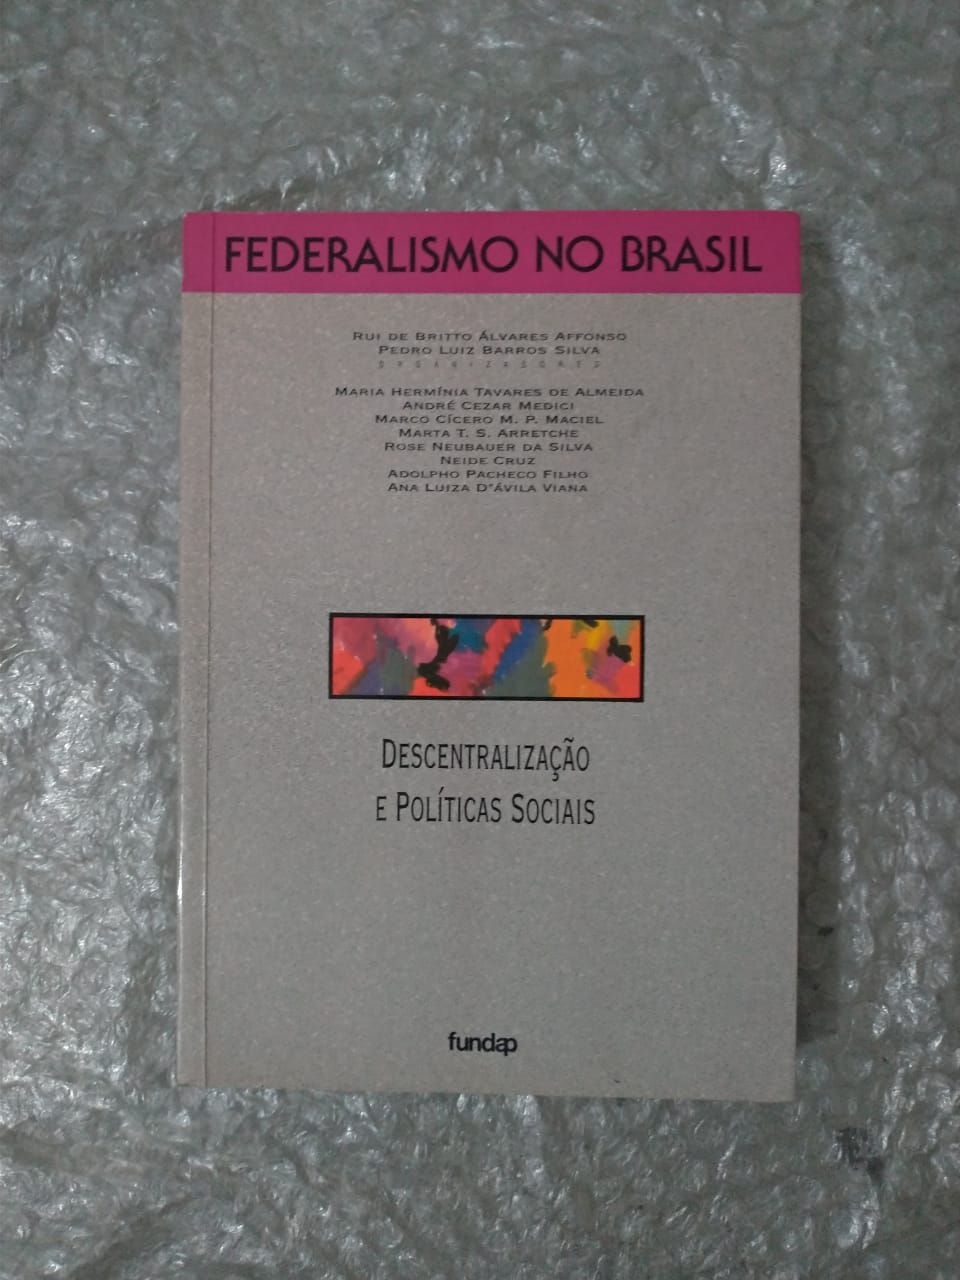 FEDERALISMO NO BRASIL
RUI DE BRITTO ÁLVARES AFFONSO
PEDRO LUIZ BARROS SILVA
ORGANIZADORES
MARIA HERMÍNIA TAVARES DE ALMEIDA
ANDRÉ CEZAR MEDICI
MARCO CÍCERO M. P. MACIEL
MARTA T. S. ARRETCHE
ROSE NEUBAUER DA SILVA
NEIDE CRUZ
ADOLPHO PACHECO FILHO
ANA LUIZA D'ÁVILA VIANA
DESCENTRALIZAÇÃO
E POLÍTICAS SOCIAIS
fundap